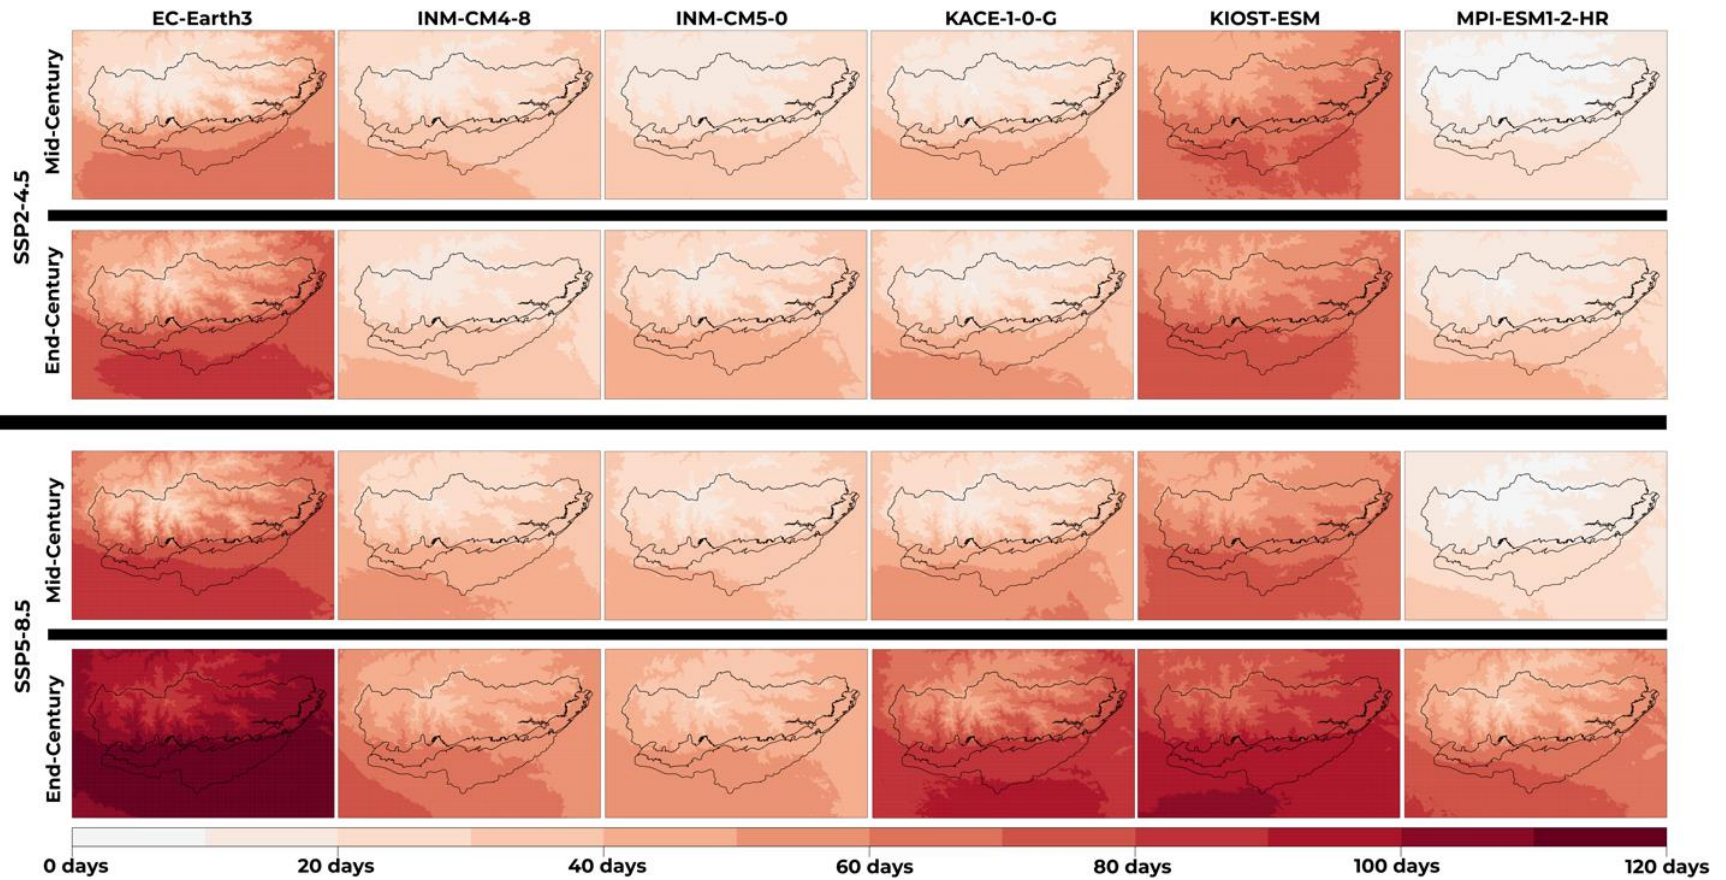 EC-Earth3 INM-CM4-8 INM-CM5-0 KACE-1-0-G KIOST-ESM MPI-ESM1-2-HR
SSP2-4.5
Mid-Century
End-Century
SSP5-8.5
Mid-Century
End-Century
0 days 20 days 40 days 60 days 80 days 100 days 120 days